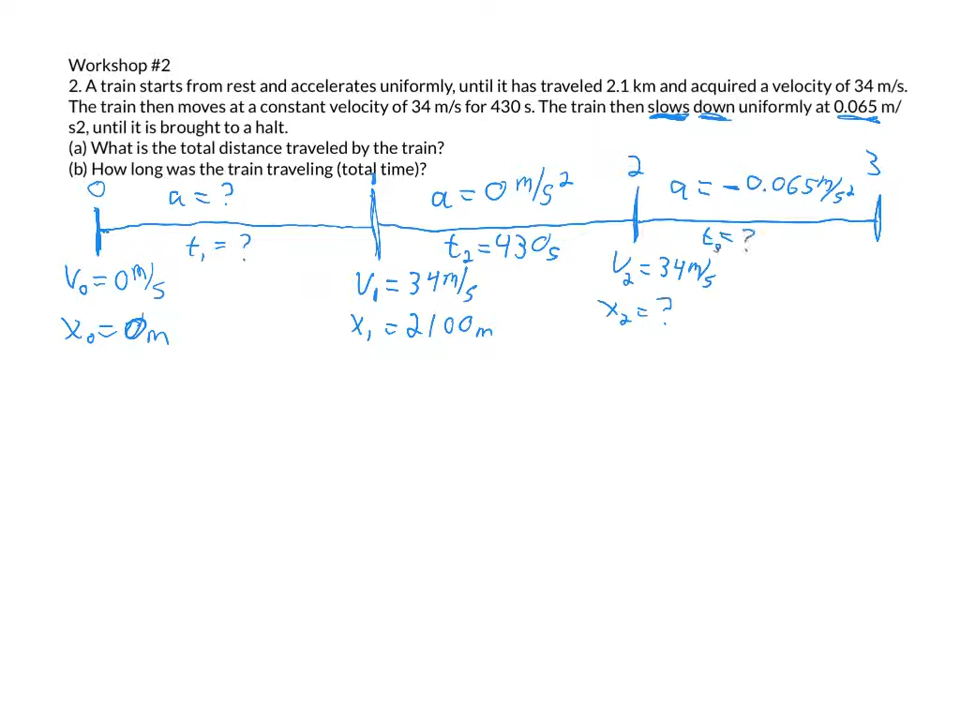 Workshop #2
2. A train starts from rest and accelerates uniformly, until it has traveled 2.1 km and acquired a velocity of 34 m/s.
The train then moves at a constant velocity of 34 m/s for 430 s. The train then slows down uniformly at 0.065 m/
s2, until it is brought to a halt.
(a) What is the total distance traveled by the train?
(b) How long was the train traveling (total time)?
0 1 2 3
a = ? a = 0 m/s² a = -0.065 m/s²
t₁ = ? t₂ = 430s t₃ = ?
V₀ = 0 m/s V₁ = 34 m/s V₂ = 34 m/s
X₀ = 0m X₁ = 2100m X₂ = ?